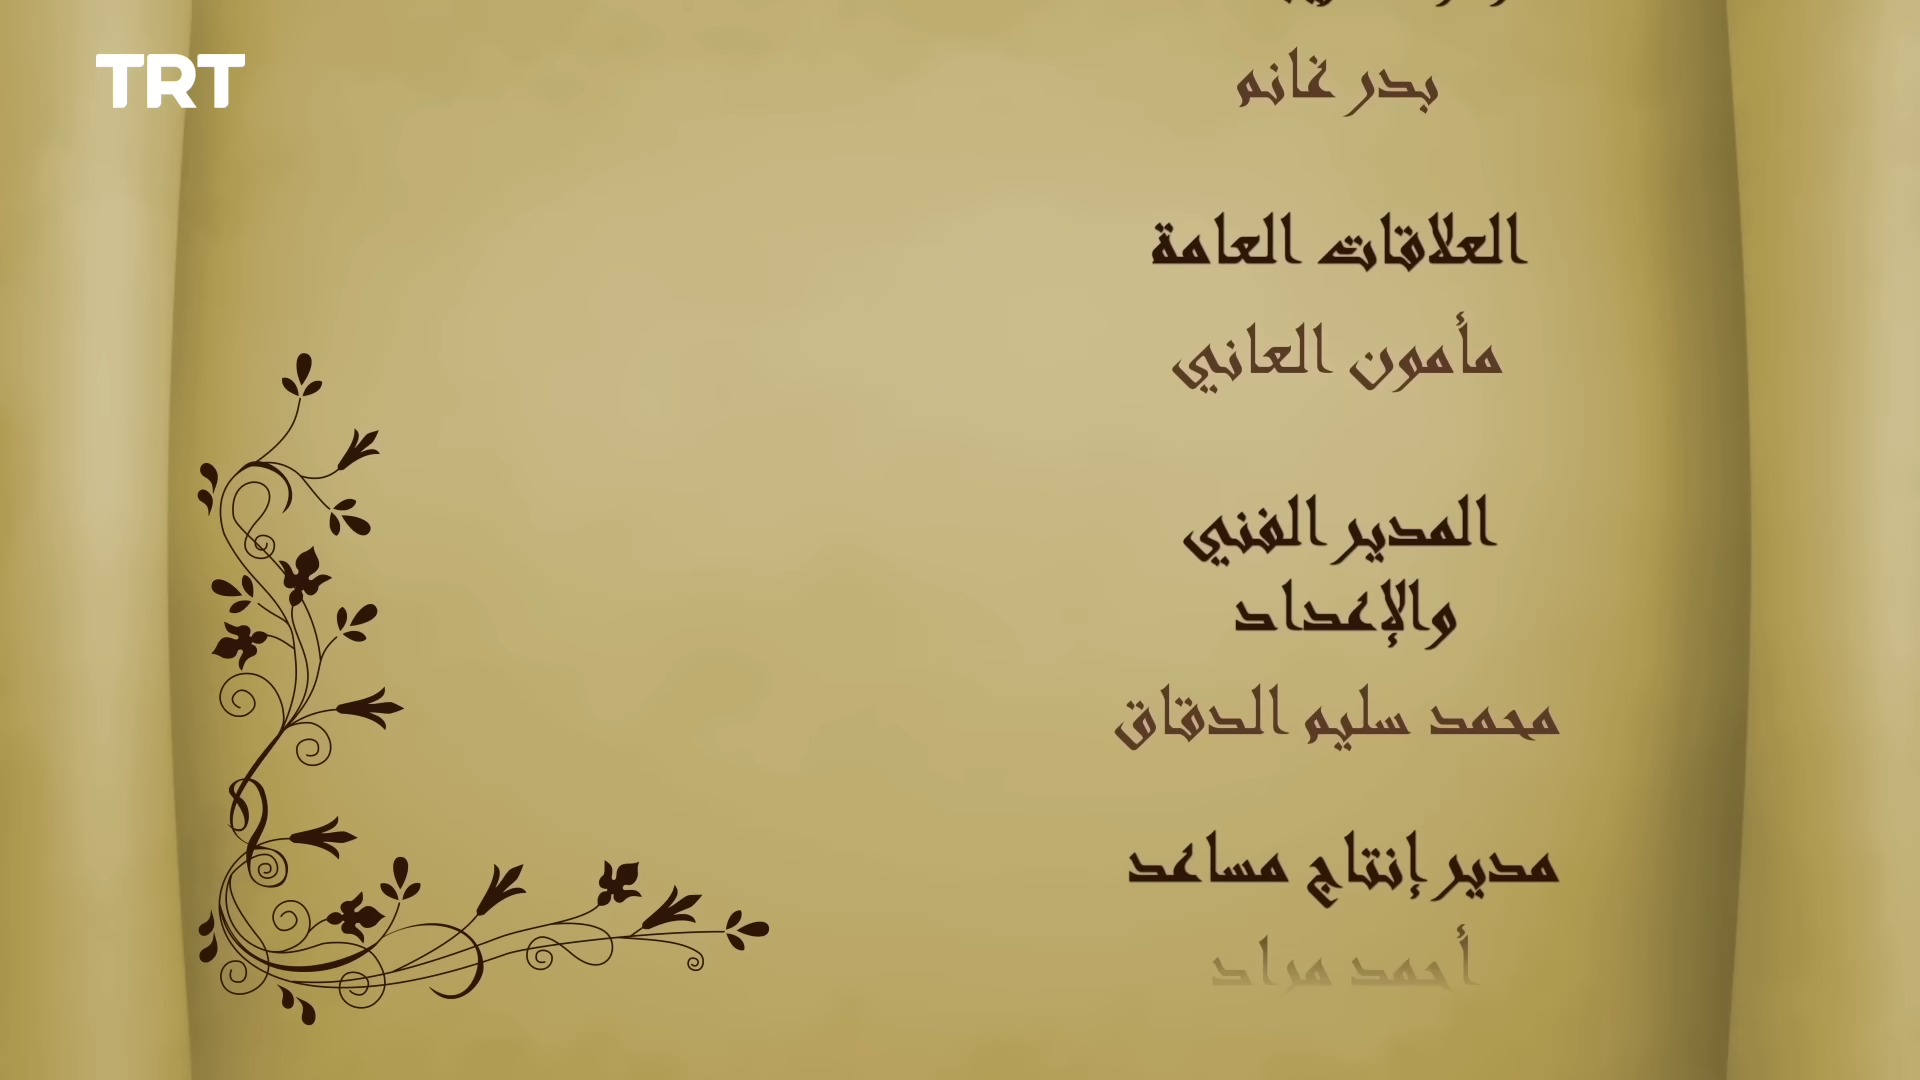 TRT
بدر غانم
العلاقات العامة
مأمون العاني
المدير الفني
والإعداد
محمد سليم الدقاق
مدير إنتاج مساعد
أحمد مراد